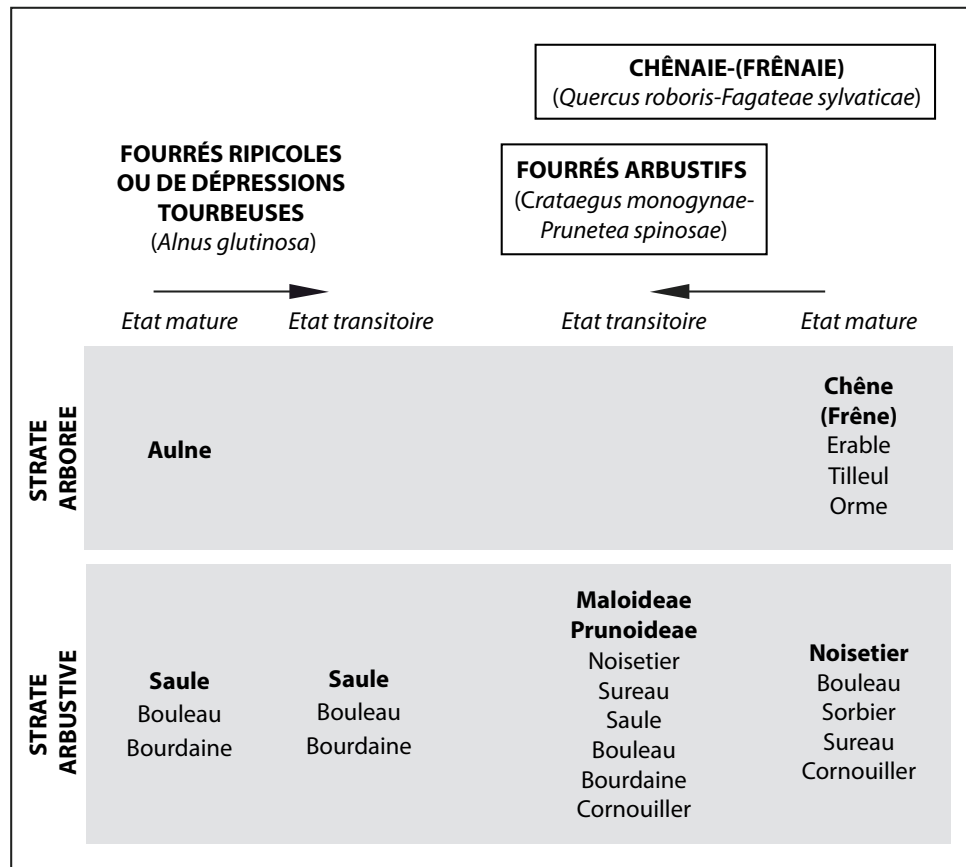 CHÊNAIE-(FRÊNAIE)
(Quercus roboris-Fagateae sylvaticae)
FOURRÉS RIPICOLES
OU DE DÉPRESSIONS
TOURBEUSES
(Alnus glutinosa)
FOURRÉS ARBUSTIFS
(Crataegus monogynae-
Prunetea spinosae)
Etat mature
Etat transitoire
Etat transitoire
Etat mature
STRATE
ARBOREE
Aulne
Chêne
(Frêne)
Erable
Tilleul
Orme
STRATE
ARBUSTIVE
Saule
Bouleau
Bourdaine
Saule
Bouleau
Bourdaine
Maloideae
Prunoideae
Noisetier
Sureau
Saule
Bouleau
Bourdaine
Cornouiller
Noisetier
Bouleau
Sorbier
Sureau
Cornouiller